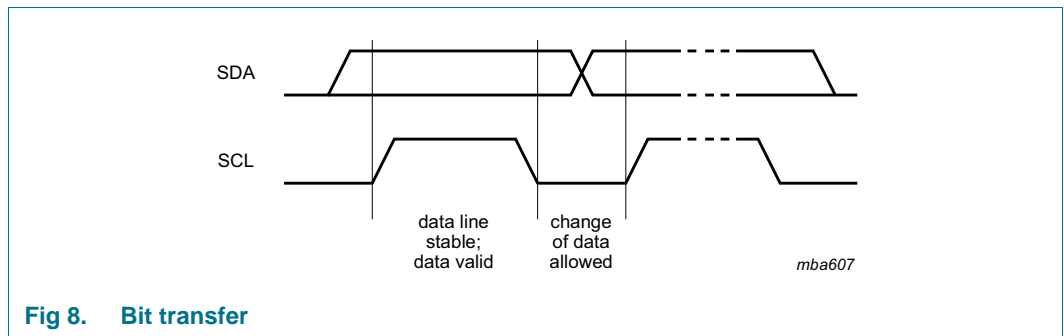 SDA
SCL
data line
stable;
data valid
change
of data
allowed
mba607
Fig 8. Bit transfer